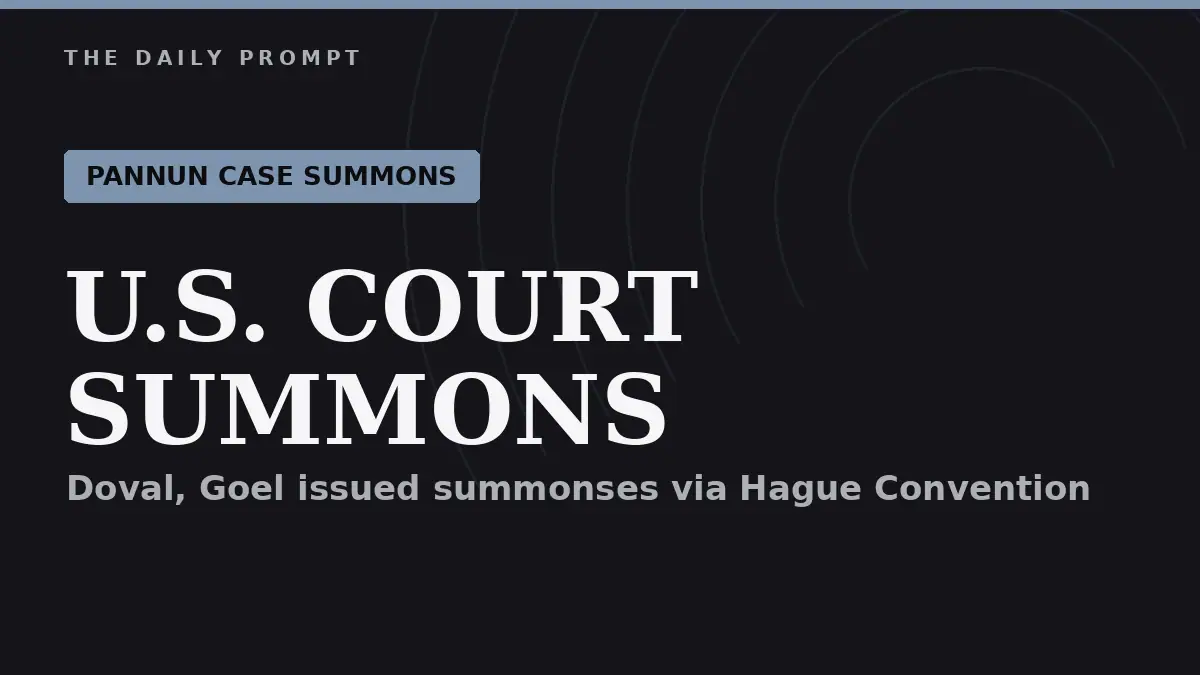 THE DAILY PROMPT
PANNUN CASE SUMMONS
U.S. COURT
SUMMONS
Doval, Goel issued summonses via Hague Convention